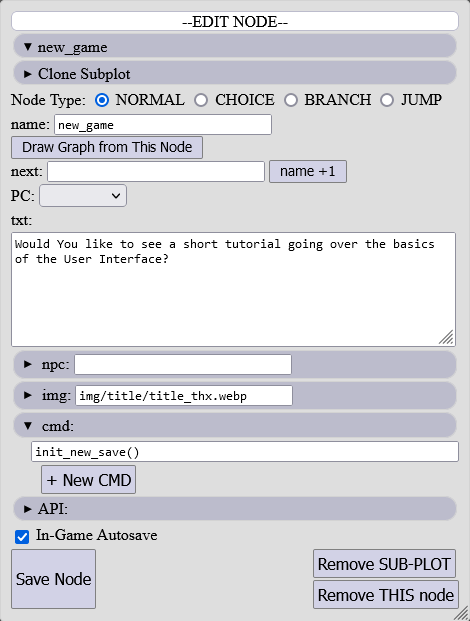 --EDIT NODE--
▼ new_game
► Clone Subplot
Node Type: NORMAL CHOICE BRANCH JUMP
name: new_game
Draw Graph from This Node
next: name +1
PC:
txt:
Would You like to see a short tutorial going over the basics
of the User Interface?
► npc:
► img: img/title/title_thx.webp
▼ cmd:
init_new_save()
+ New CMD
► API:
In-Game Autosave
Save Node
Remove SUB-PLOT
Remove THIS node